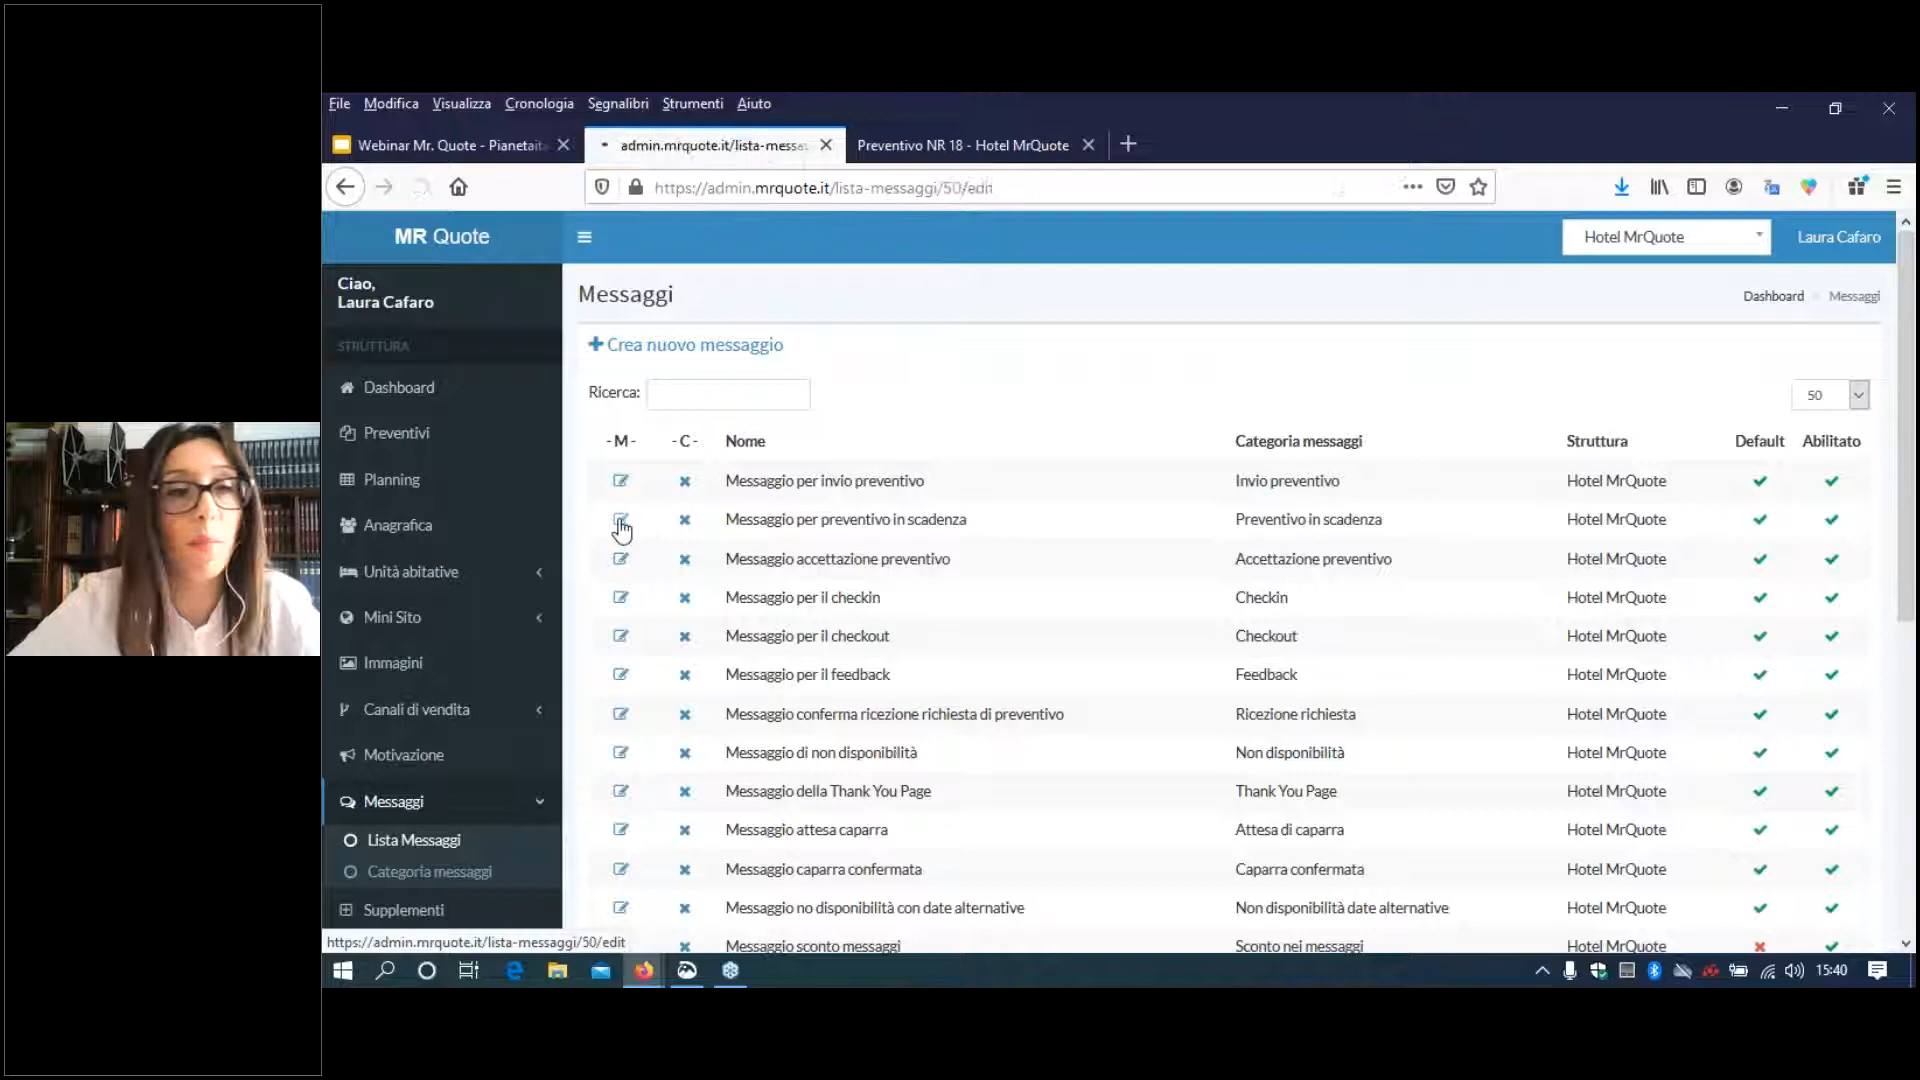 File Modifica Visualizza Cronologia Segnalibri Strumenti Aiuto
Webinar Mr. Quote - Pianetaita
admin.mrquote.it/lista-messa
Preventivo NR 18 - Hotel MrQuote
https://admin.mrquote.it/lista-messaggi/50/edit
MR Quote
Hotel MrQuote
Laura Cafaro
Ciao,
Laura Cafaro
STRUTTURA
Dashboard
Preventivi
Planning
Anagrafica
Unità abitative
Mini Sito
Immagini
Canali di vendita
Motivazione
Messaggi
Lista Messaggi
Categoria messaggi
Supplementi
Messaggi
Dashboard Messaggi
Crea nuovo messaggio
Ricerca:
50
- M - - C - Nome Categoria messaggi Struttura Default Abilitato
Messaggio per invio preventivo Invio preventivo Hotel MrQuote
Messaggio per preventivo in scadenza Preventivo in scadenza Hotel MrQuote
Messaggio accettazione preventivo Accettazione preventivo Hotel MrQuote
Messaggio per il checkin Checkin Hotel MrQuote
Messaggio per il checkout Checkout Hotel MrQuote
Messaggio per il feedback Feedback Hotel MrQuote
Messaggio conferma ricezione richiesta di preventivo Ricezione richiesta Hotel MrQuote
Messaggio di non disponibilità Non disponibilità Hotel MrQuote
Messaggio della Thank You Page Thank You Page Hotel MrQuote
Messaggio attesa caparra Attesa di caparra Hotel MrQuote
Messaggio caparra confermata Caparra confermata Hotel MrQuote
Messaggio no disponibilità con date alternative Non disponibilità date alternative Hotel MrQuote
Messaggio sconto messaggi Sconto nei messaggi Hotel MrQuote
https://admin.mrquote.it/lista-messaggi/50/edit
15:40